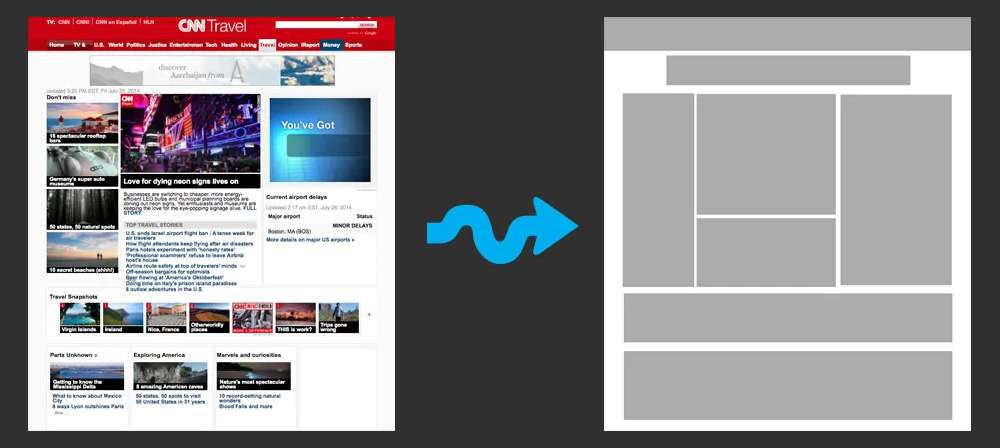 TV: CNN | CNNi | CNN en Español | HLN
CNN Travel
SEARCH
Google
Home TV & U.S. World Politics Justice Entertainment Tech Health Living Travel Opinion iReport Money Sports
discover
Azerbaijan from A
updated 3:20 PM EDT, Fri July 25, 2014
Don't miss
16 spectacular rooftop
bars
Germany's super auto
museums
50 states, 50 natural spots
10 secret beaches (shhh!)
CNN
Love for dying neon signs lives on
Businesses are switching to cheaper, more energy-
efficient LED bulbs and municipal planning boards are
zoning out neon signs. Yet enthusiasts and museums are
keeping the love for the eye-popping signage alive. FULL
STORY
TOP TRAVEL STORIES
U.S. ends Israel airport flight ban | A tense week for
air travelers
How flight attendants keep flying after air disasters
Paris hotels experiment with 'honesty rates'
'Professional scammers' refuse to leave Airbnb
host's house
Airline route safety at top of travelers' minds
Off-season bargains for optimists
Beer flowing at 'America's Oktoberfest'
Doing time on Italy's prison island paradises
8 outlaw adventures in the U.S.
You've Got
Current airport delays
Updated 2:17 pm EST, July 28, 2014
Major airport Status
MINOR DELAYS
Boston, MA (BOS)
More details on major US airports »
Travel Snapshots
Virgin Islands
Ireland
Nice, France
Otherworldly
places
CNN
MAKE A DIFFERENCE
THIS is work?
Trips gone
wrong
Parts Unknown »
Getting to know the
Mississippi Delta
What to know about Mexico
City
8 ways Lyon outshines Paris
Exploring America
8 amazing American caves
50 states, 50 spots to visit
50 United States in 31 years
Marvels and curiosities
Nature's most spectacular
shows
10 record-setting natural
wonders
Blood Falls and more